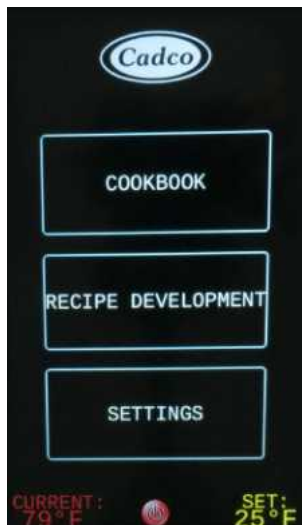 Cadco
COOKBOOK
RECIPE DEVELOPMENT
SETTINGS
CURRENT: SET:
79°F 25°F